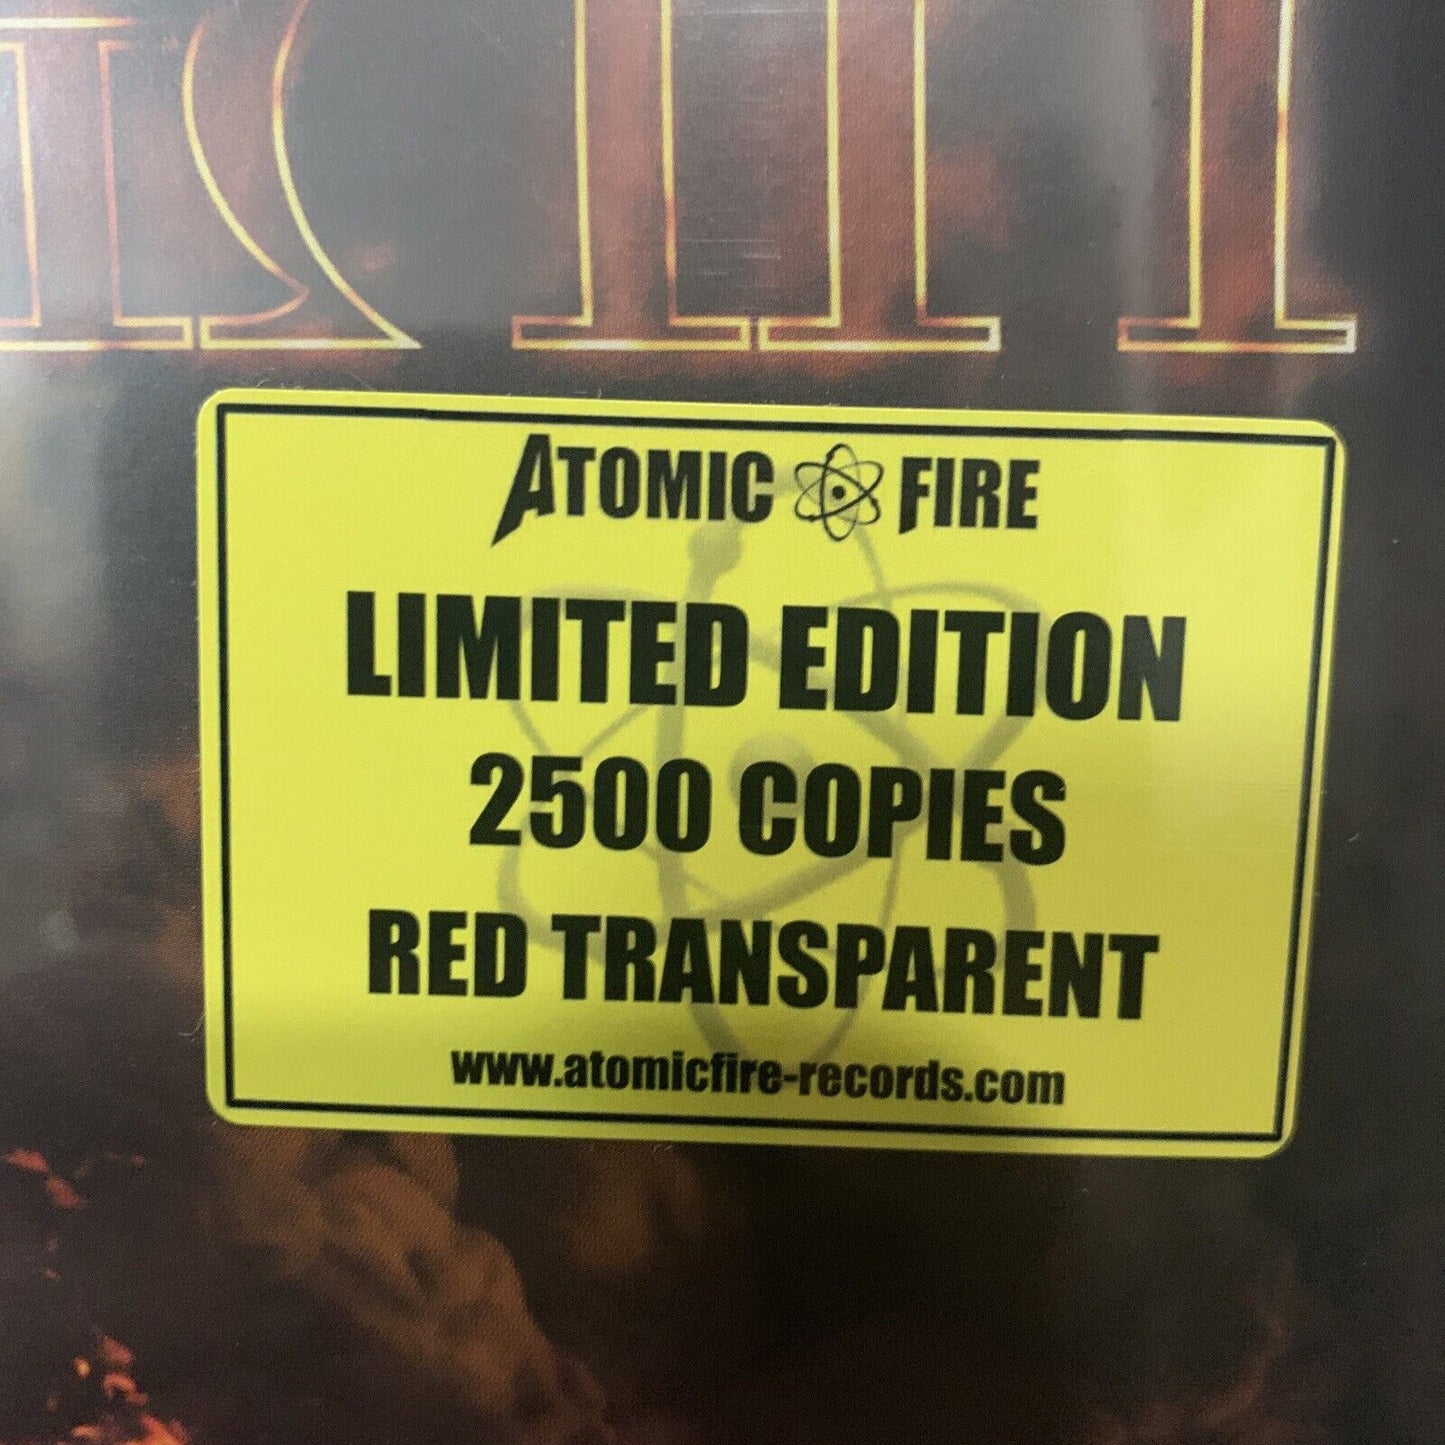 ATOMIC FIRE
LIMITED EDITION
2500 COPIES
RED TRANSPARENT
www.atomicfire-records.com